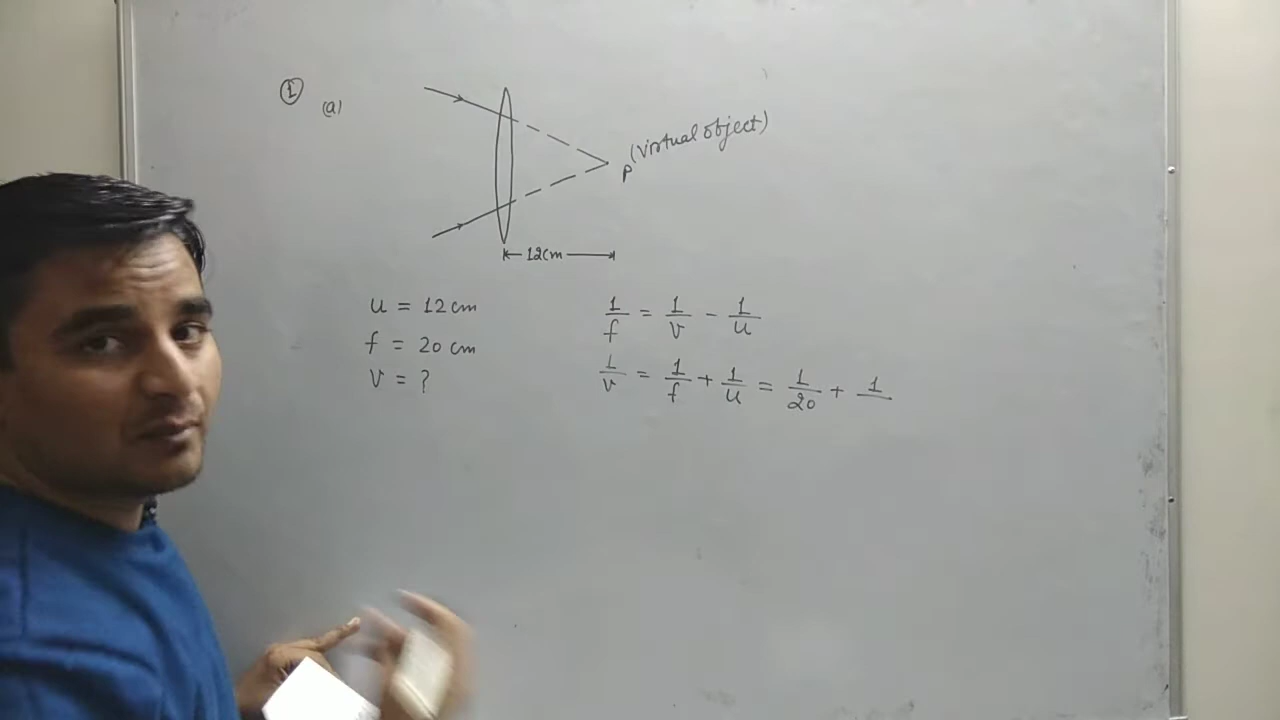 ①
(a)
P (virtual object)
12cm
u = 12 cm
f = 20 cm
v = ?
1/f = 1/v - 1/u
1/v = 1/f + 1/u = 1/20 + 1/